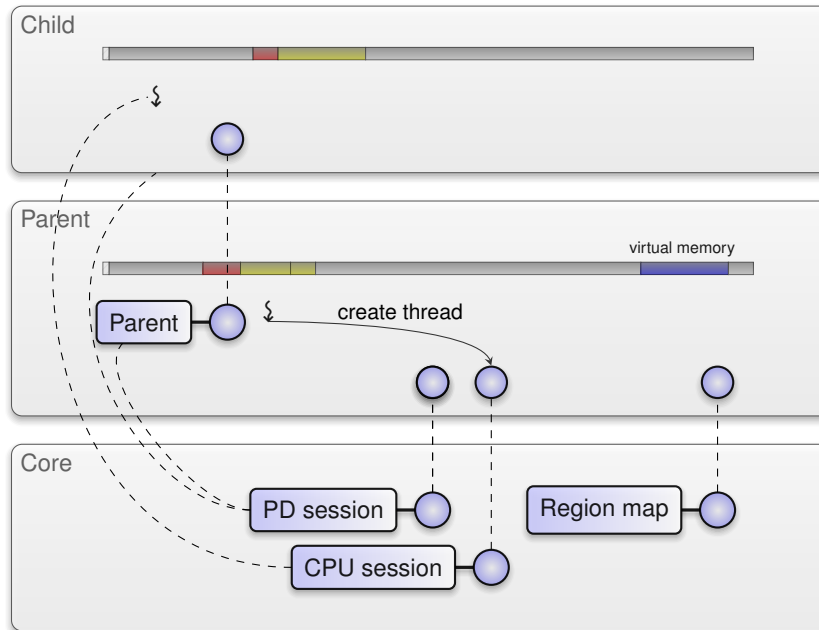 Child
Parent
virtual memory
create thread
Parent
Core
PD session
Region map
CPU session